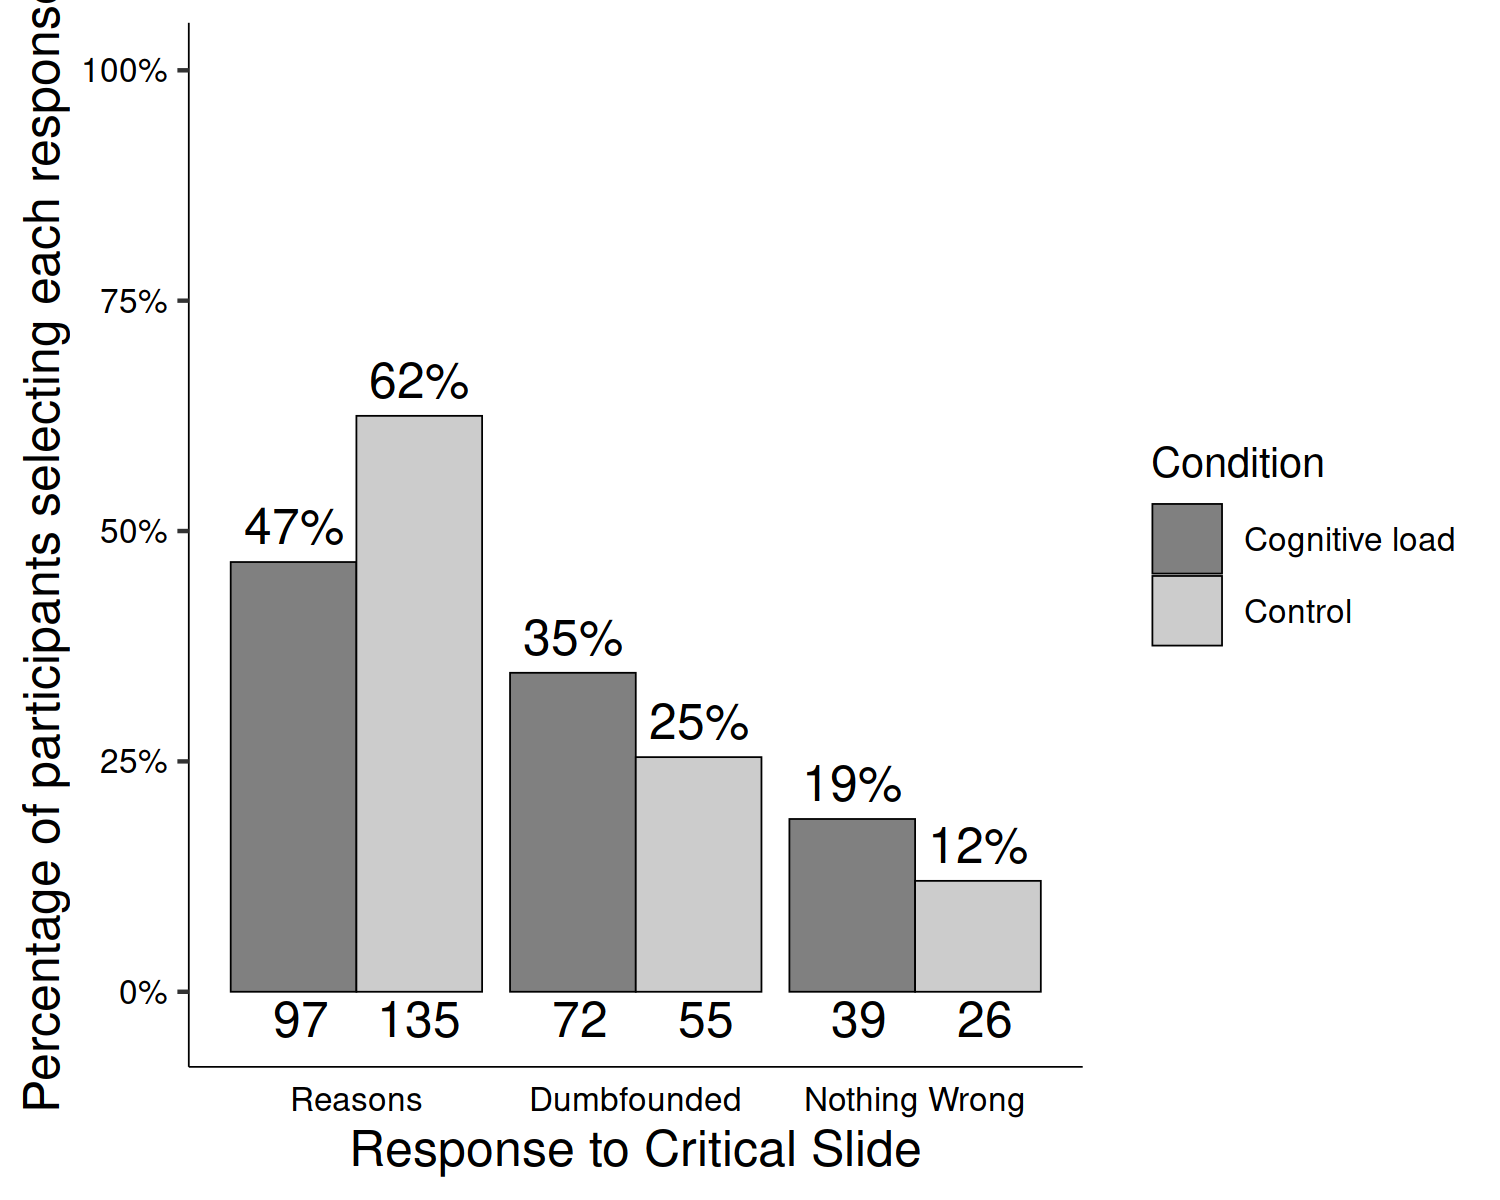 Percentage of participants selecting each response
100%
75%
50%
25%
0%
47%
62%
35%
25%
19%
12%
97
135
72
55
39
26
Reasons
Dumbfounded
Nothing Wrong
Response to Critical Slide
Condition
Cognitive load
Control